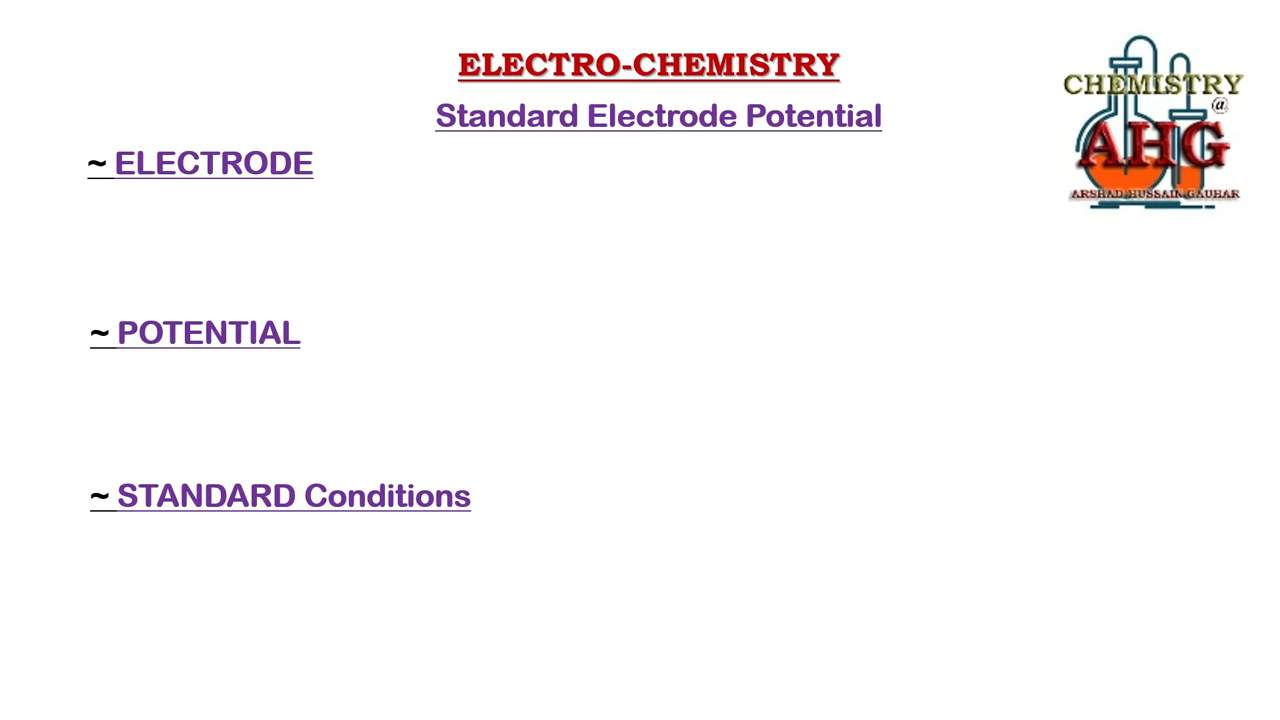 ELECTRO-CHEMISTRY
Standard Electrode Potential
CHEMISTRY
@
AHG
ARSHAD HUSSAIN GAUHAR
~ ELECTRODE
~ POTENTIAL
~ STANDARD Conditions